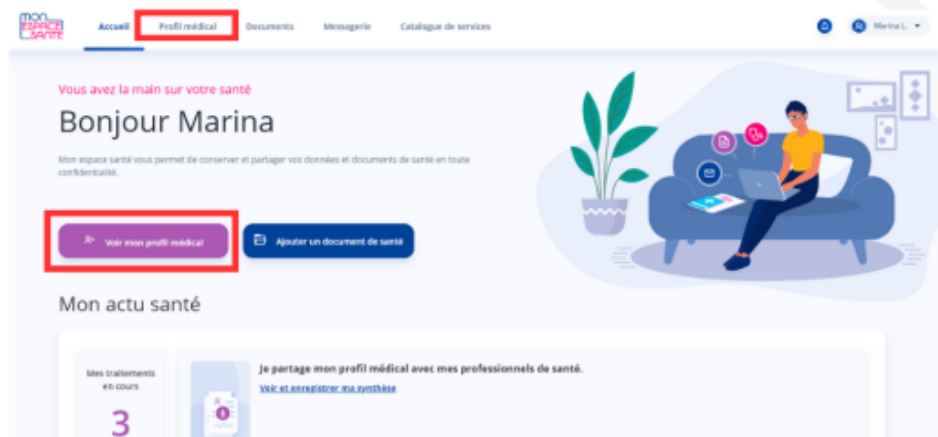 mon
ESPACE
SANTÉ
Accueil
Profil médical
Documents
Messagerie
Catalogue de services
Marina L.
Vous avez la main sur votre santé
Bonjour Marina
Mon espace santé vous permet de conserver et partager vos données et documents de santé en toute
confidentialité.
Voir mon profil médical
Ajouter un document de santé
Mon actu santé
Mes traitements
en cours
3
Je partage mon profil médical avec mes professionnels de santé.
Voir et enregistrer ma synthèse